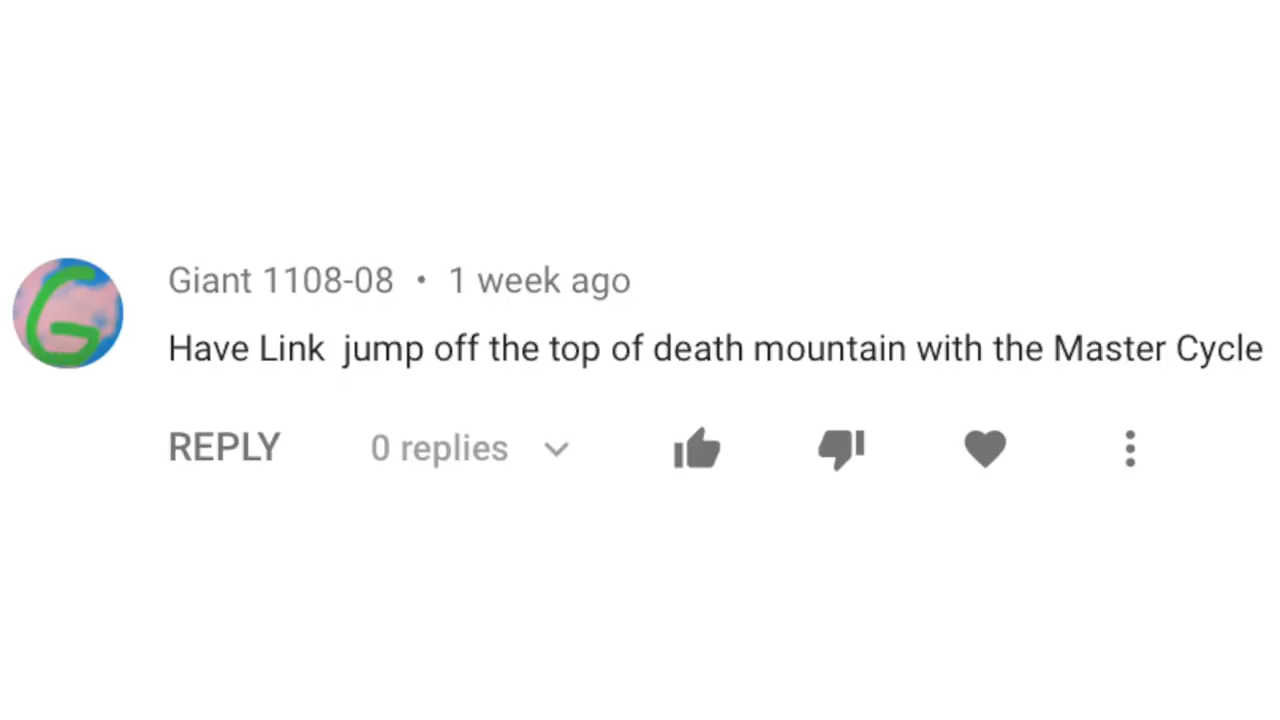 G
Giant 1108-08 • 1 week ago
Have Link  jump off the top of death mountain with the Master Cycle
REPLY 0 replies